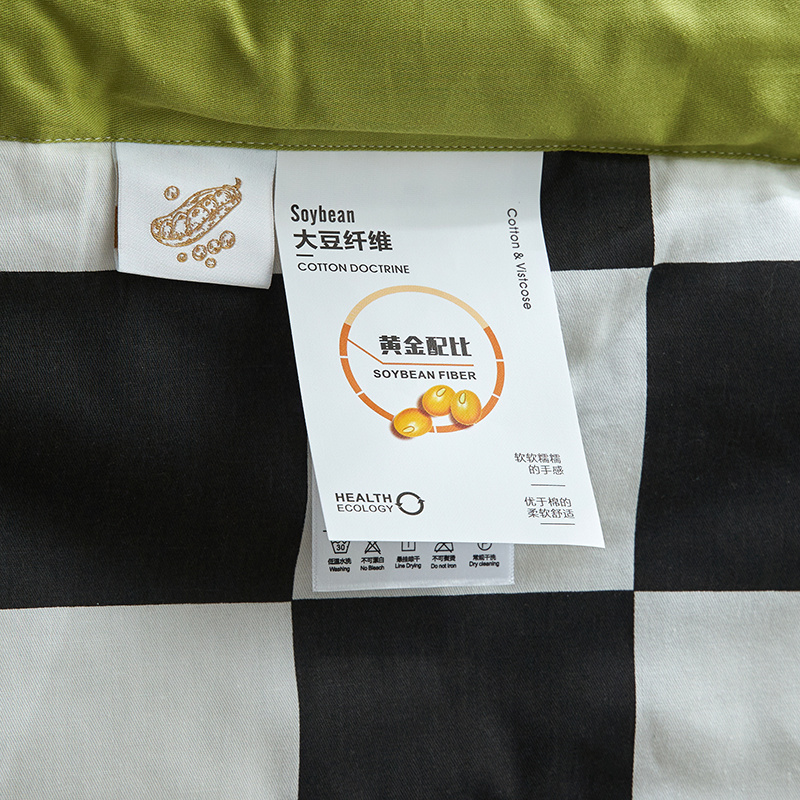 Soybean
大豆纤维
COTTON DOCTRINE
Cotton & Vistcose
黄金配比
SOYBEAN FIBER
软软糯糯
的手感
优于棉的
柔软舒适
HEALTH
ECOLOGY
30
P
低温水洗 不可漂白 悬挂晾干 不可熨烫 常规干洗
Washing No Bleach Line Drying Do not Iron Dry cleaning